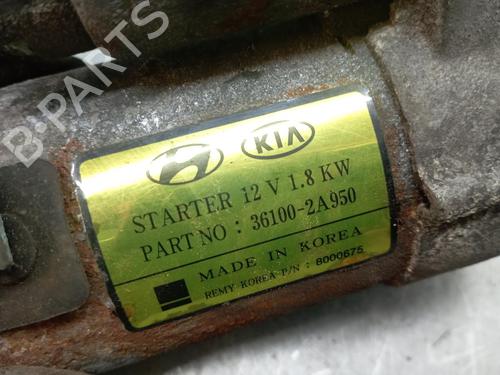 B-PARTS
KIA
STARTER 12 V 1.8 KW
PART NO : 36100-2A950
MADE IN KOREA
REMY KOREA P/N : 8000675